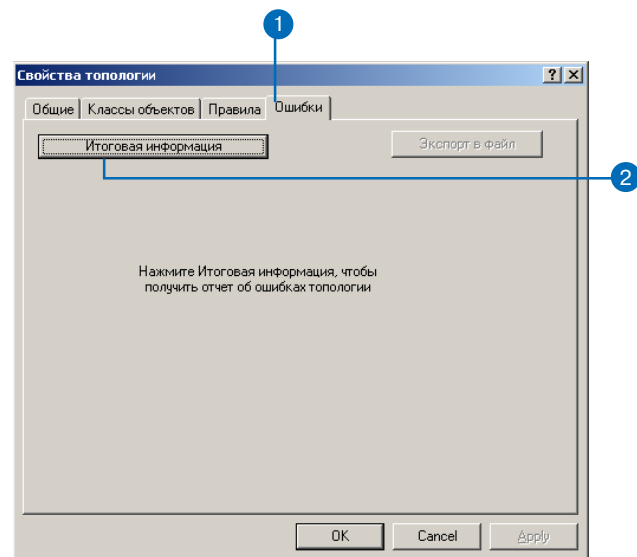 1
Свойства топологии
Общие Классы объектов Правила Ошибки
Итоговая информация Экспорт в файл
2
Нажмите Итоговая информация, чтобы
получить отчет об ошибках топологии
OK Cancel Apply